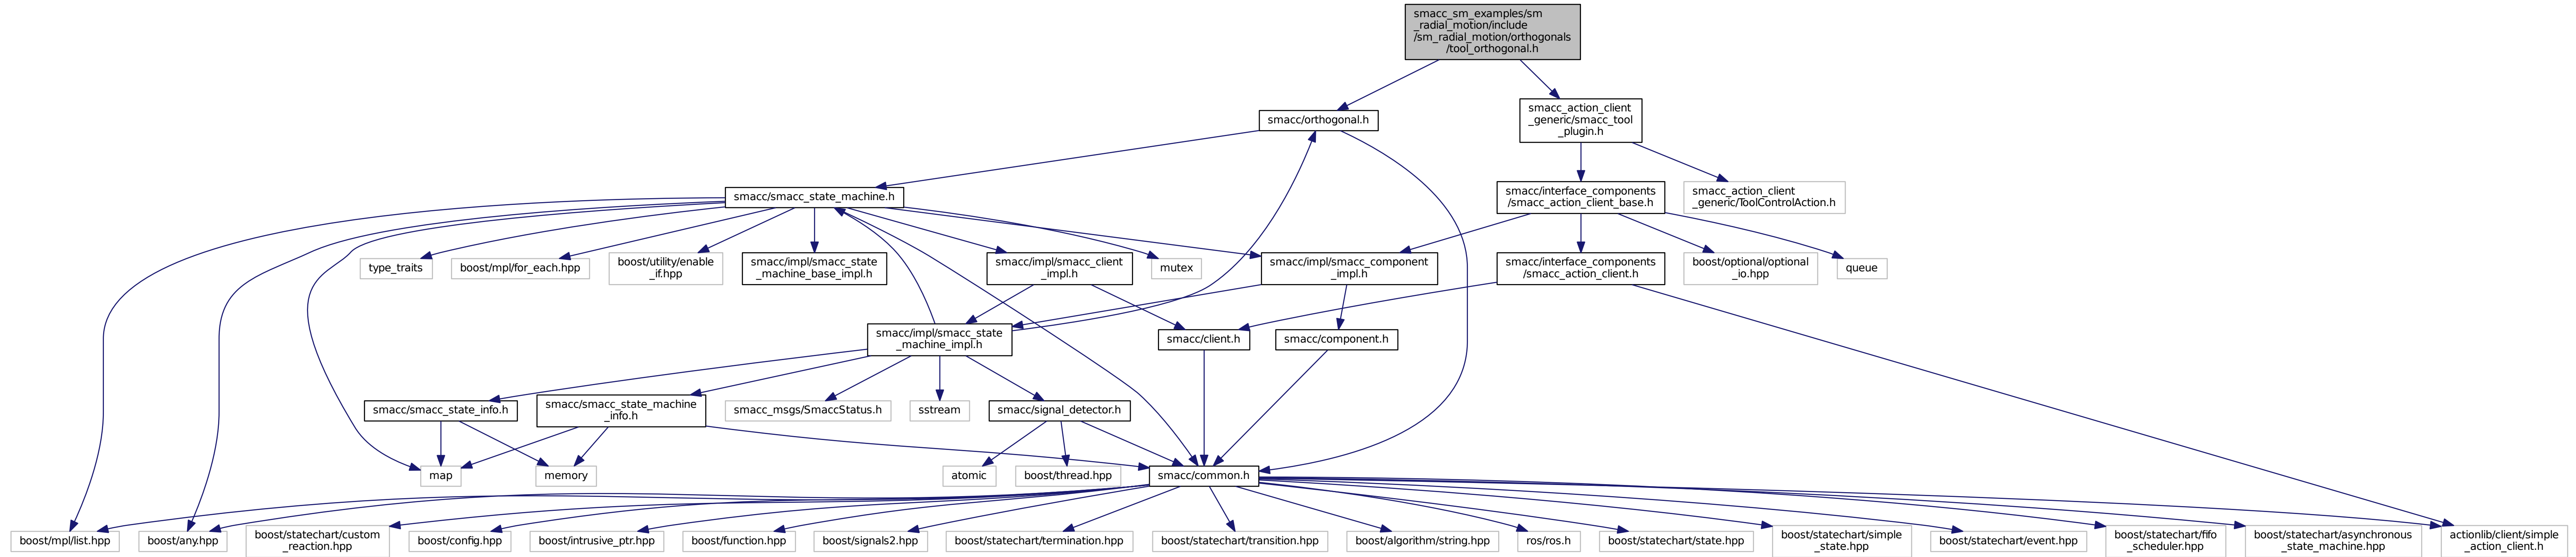 smacc_sm_examples/sm
_radial_motion/include
/sm_radial_motion/orthogonals
/tool_orthogonal.h
smacc/orthogonal.h
smacc_action_client
_generic/smacc_tool
_plugin.h
smacc/smacc_state_machine.h
smacc/interface_components
/smacc_action_client_base.h
smacc_action_client
_generic/ToolControlAction.h
type_traits
boost/mpl/for_each.hpp
boost/utility/enable
_if.hpp
smacc/impl/smacc_state
_machine_base_impl.h
smacc/impl/smacc_client
_impl.h
mutex
smacc/impl/smacc_component
_impl.h
smacc/interface_components
/smacc_action_client.h
boost/optional/optional
_io.hpp
queue
smacc/impl/smacc_state
_machine_impl.h
smacc/client.h
smacc/component.h
smacc/smacc_state_info.h
smacc/smacc_state_machine
_info.h
smacc_msgs/SmaccStatus.h
sstream
smacc/signal_detector.h
map
memory
atomic
boost/thread.hpp
smacc/common.h
boost/mpl/list.hpp
boost/any.hpp
boost/statechart/custom
_reaction.hpp
boost/config.hpp
boost/intrusive_ptr.hpp
boost/function.hpp
boost/signals2.hpp
boost/statechart/termination.hpp
boost/statechart/transition.hpp
boost/algorithm/string.hpp
ros/ros.h
boost/statechart/state.hpp
boost/statechart/simple
_state.hpp
boost/statechart/event.hpp
boost/statechart/fifo
_scheduler.hpp
boost/statechart/asynchronous
_state_machine.hpp
actionlib/client/simple
_action_client.h